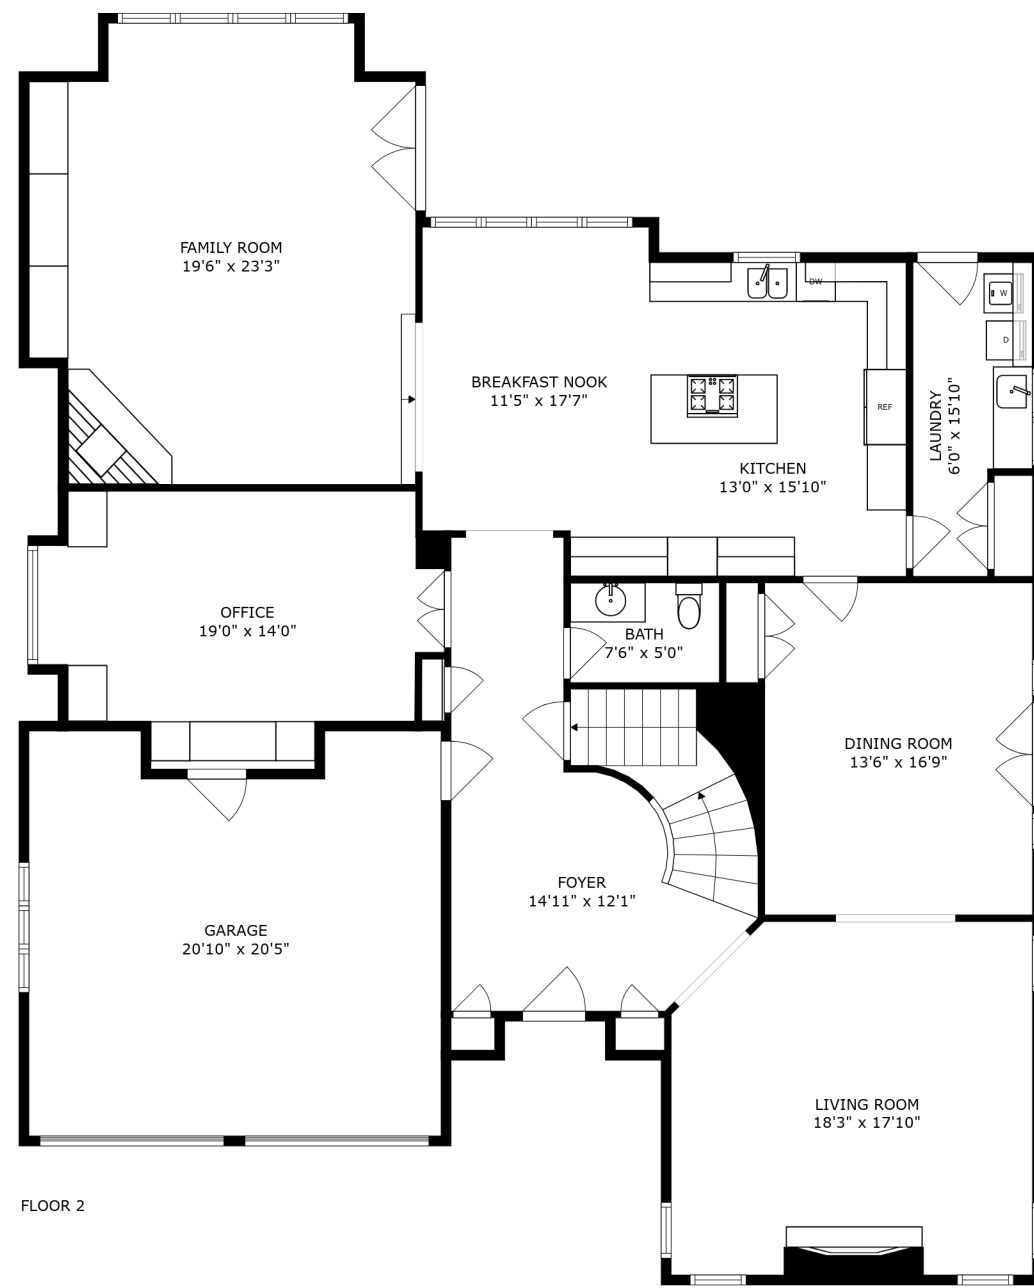 FAMILY ROOM
19'6" x 23'3"
BREAKFAST NOOK
11'5" x 17'7"
DW
W
D
REF
LAUNDRY
6'0" x 15'10"
KITCHEN
13'0" x 15'10"
OFFICE
19'0" x 14'0"
BATH
7'6" x 5'0"
DINING ROOM
13'6" x 16'9"
FOYER
14'11" x 12'1"
GARAGE
20'10" x 20'5"
LIVING ROOM
18'3" x 17'10"
FLOOR 2